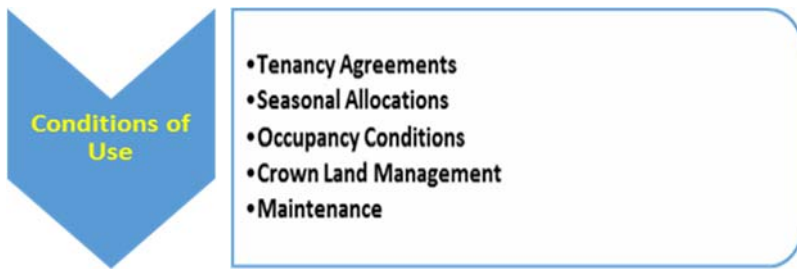 Conditions of
Use
•Tenancy Agreements
•Seasonal Allocations
•Occupancy Conditions
•Crown Land Management
•Maintenance